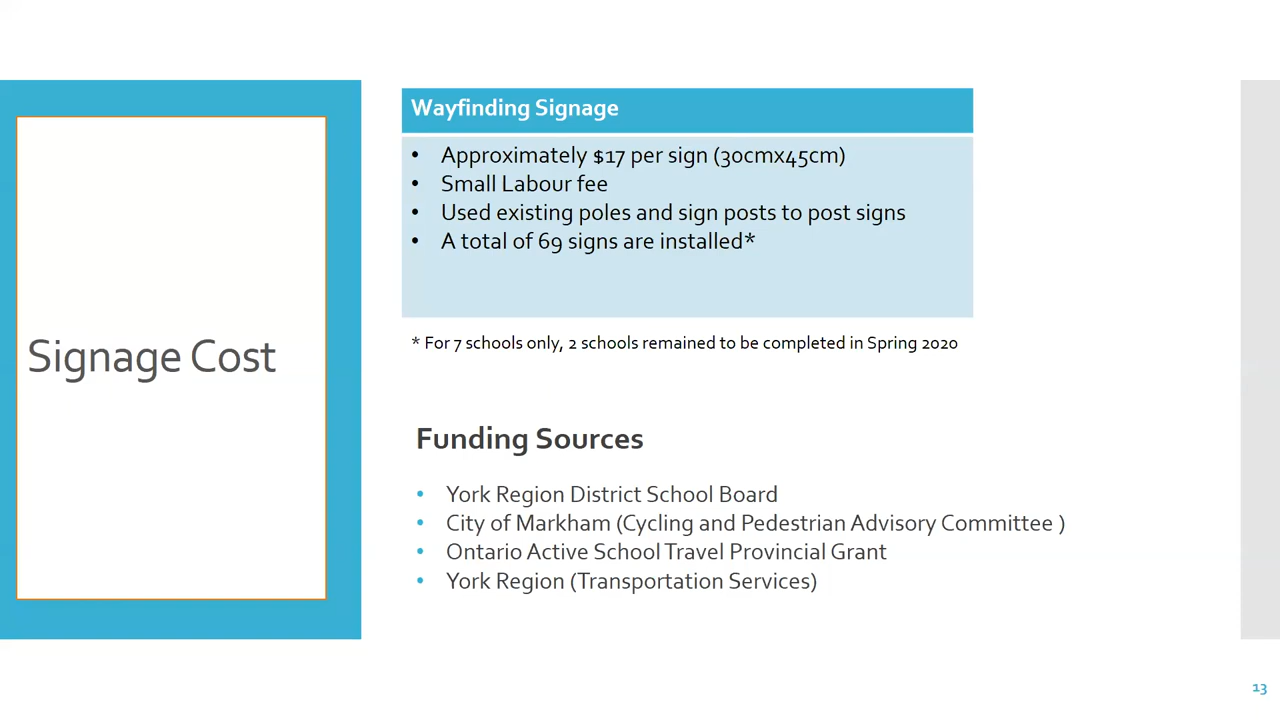 Signage Cost
Wayfinding Signage
• Approximately $17 per sign (30cmx45cm)
• Small Labour fee
• Used existing poles and sign posts to post signs
• A total of 69 signs are installed*
* For 7 schools only, 2 schools remained to be completed in Spring 2020
Funding Sources
• York Region District School Board
• City of Markham (Cycling and Pedestrian Advisory Committee )
• Ontario Active School Travel Provincial Grant
• York Region (Transportation Services)
13